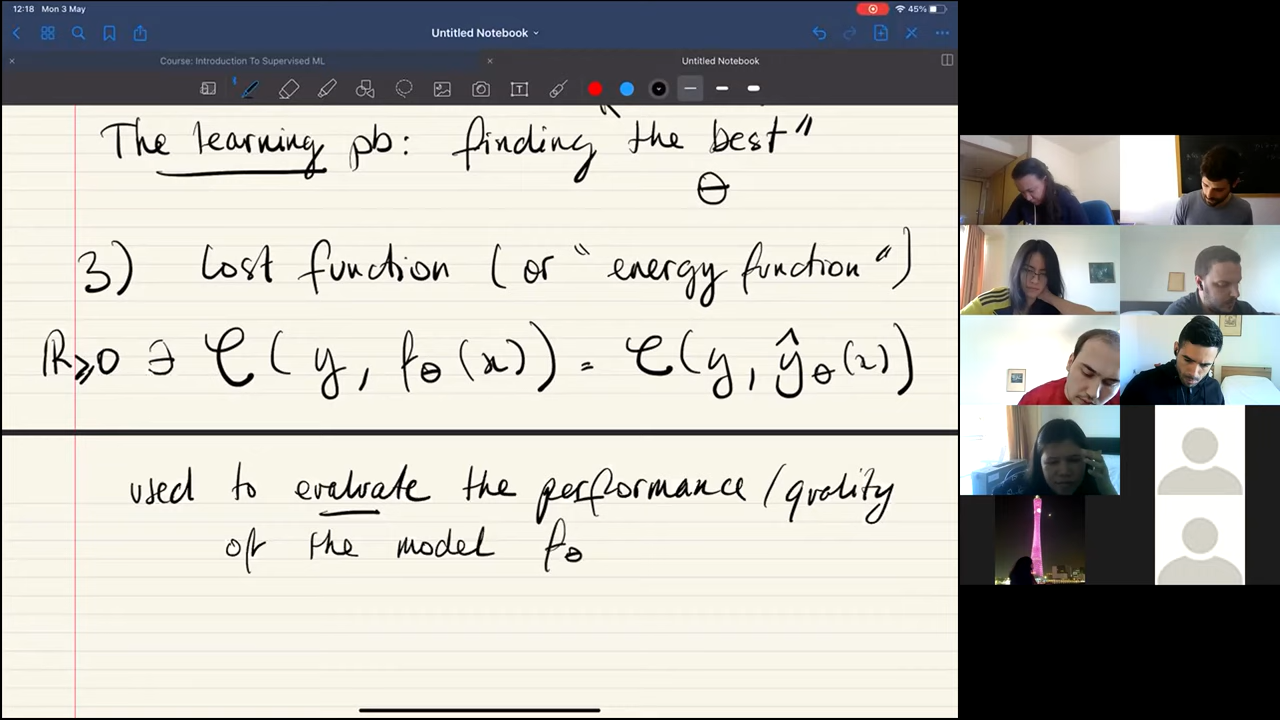 12:18 Mon 3 May
45%
Untitled Notebook
Course: Introduction To Supervised ML
Untitled Notebook
The learning pb: finding "the best"
θ
3) Cost function (or "energy function")
ℝ≥0 ∋ 𝒞(y, fθ(x)) = 𝒞(y, ŷθ(x))
used to evaluate the performance/quality
of the model fθ